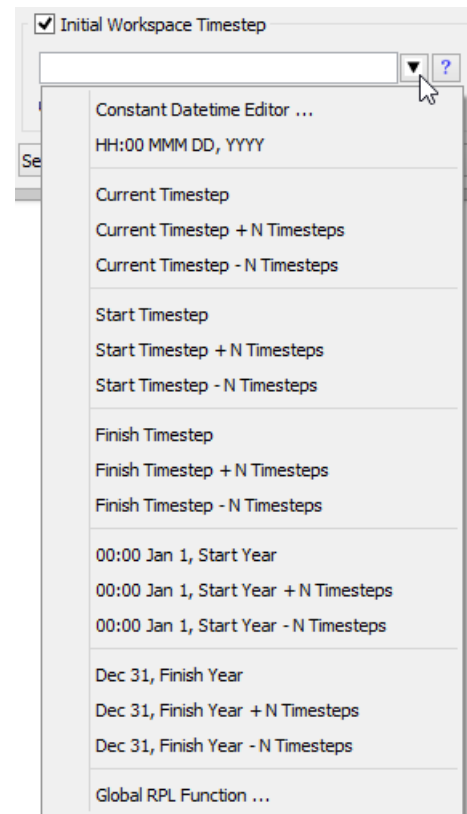 Initial Workspace Timestep
?
Constant Datetime Editor ...
HH:00 MMM DD, YYYY
Se
Current Timestep
Current Timestep + N Timesteps
Current Timestep - N Timesteps
Start Timestep
Start Timestep + N Timesteps
Start Timestep - N Timesteps
Finish Timestep
Finish Timestep + N Timesteps
Finish Timestep - N Timesteps
00:00 Jan 1, Start Year
00:00 Jan 1, Start Year + N Timesteps
00:00 Jan 1, Start Year - N Timesteps
Dec 31, Finish Year
Dec 31, Finish Year + N Timesteps
Dec 31, Finish Year - N Timesteps
Global RPL Function ...